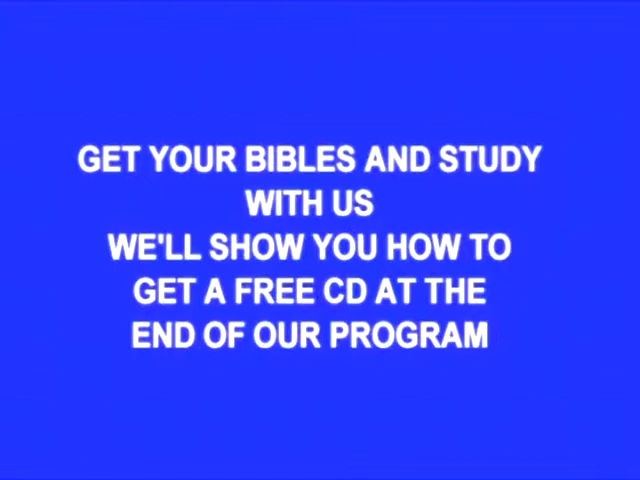 GET YOUR BIBLES AND STUDY
WITH US
WE'LL SHOW YOU HOW TO
GET A FREE CD AT THE
END OF OUR PROGRAM